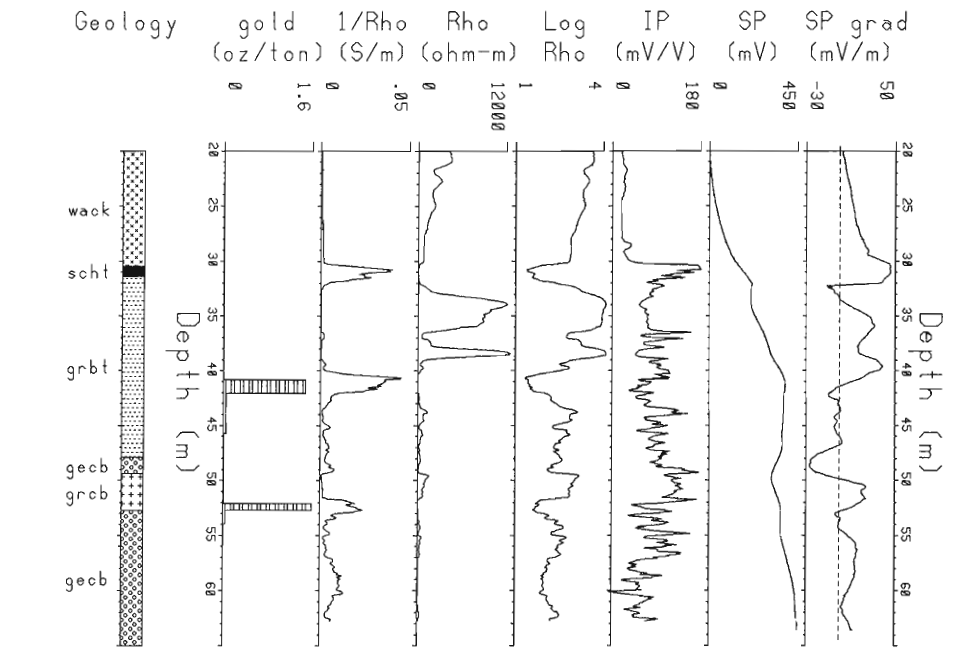 Geology gold 1/Rho Rho Log IP SP SP grad
(oz/ton) (S/m) (ohm-m) Rho (mV/V) (mV) (mV/m)
0 1.6 0 .05 0 12000 1 4 0 180 0 450 -30 50
20 20
25 25
wack
30 30
scht
35 35
Depth (m) Depth (m)
grbt
40 40
45 45
gecb
50 50
grcb
55 55
gecb
60 60